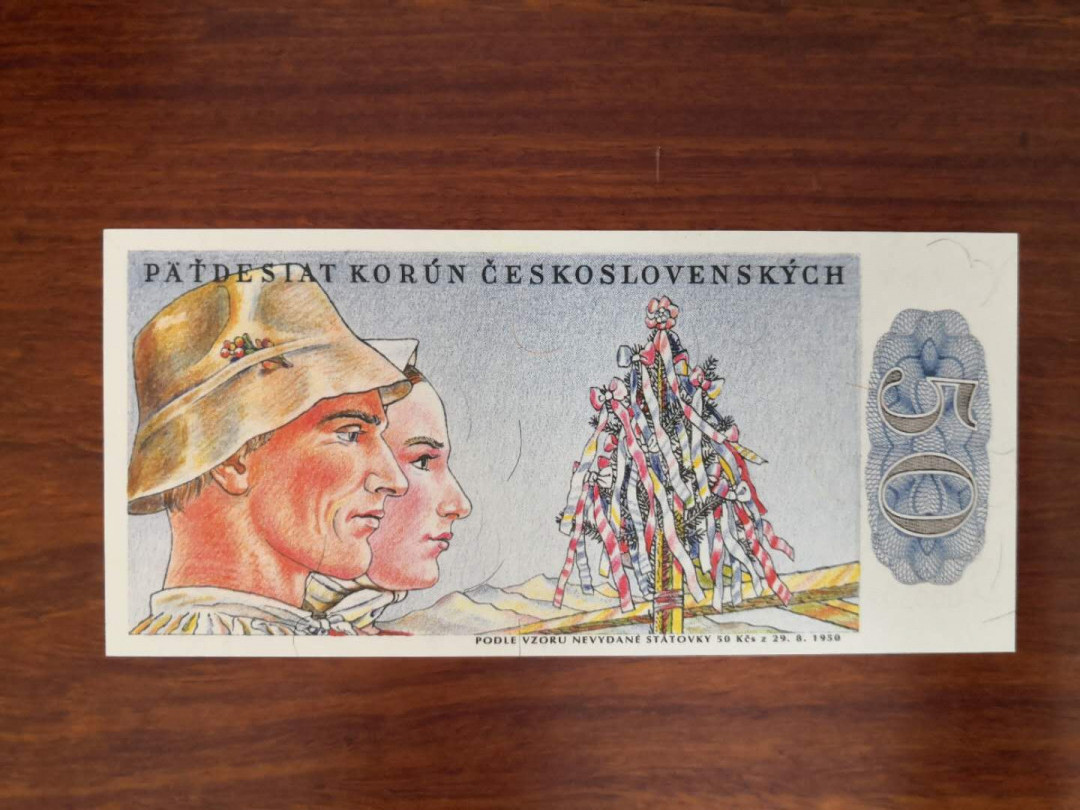 PÄŤDESIAT KORÚN ČESKOSLOVENSKÝCH
50
PODLE VZORU NEVYDANÉ STÁTOVKY 50 Kčs z 29. 8. 1950